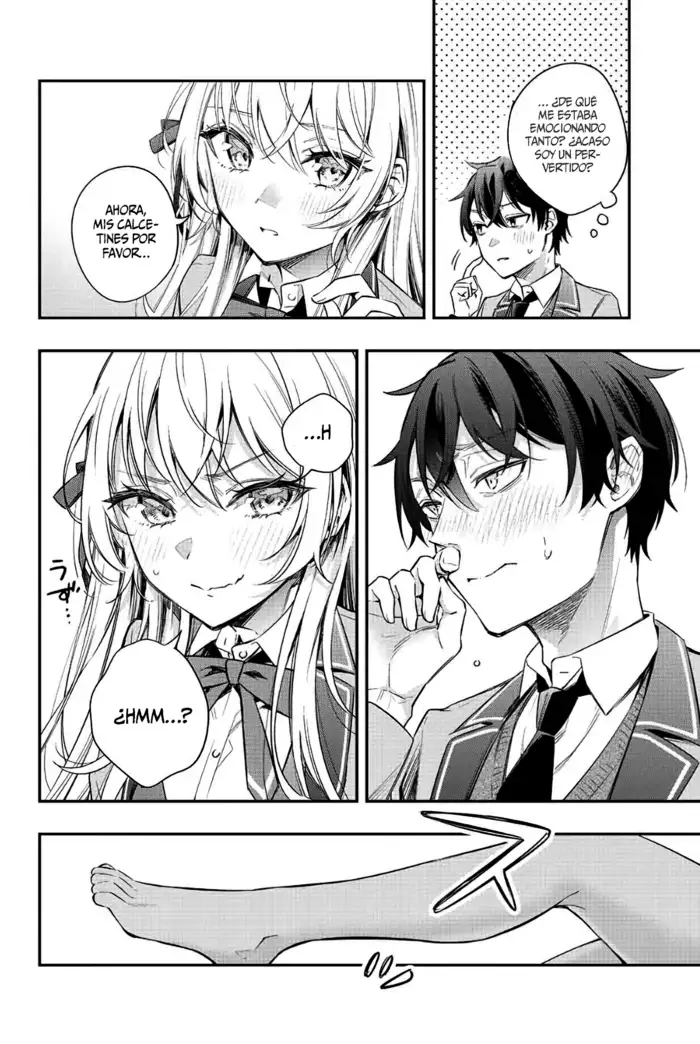 ... ¿DE QUÉ
ME ESTABA
EMOCIONANDO
TANTO? ¿ACASO
SOY UN PER-
VERTIDO?
AHORA,
MIS CALCE-
TINES POR
FAVOR...
...H
¿HMM...?